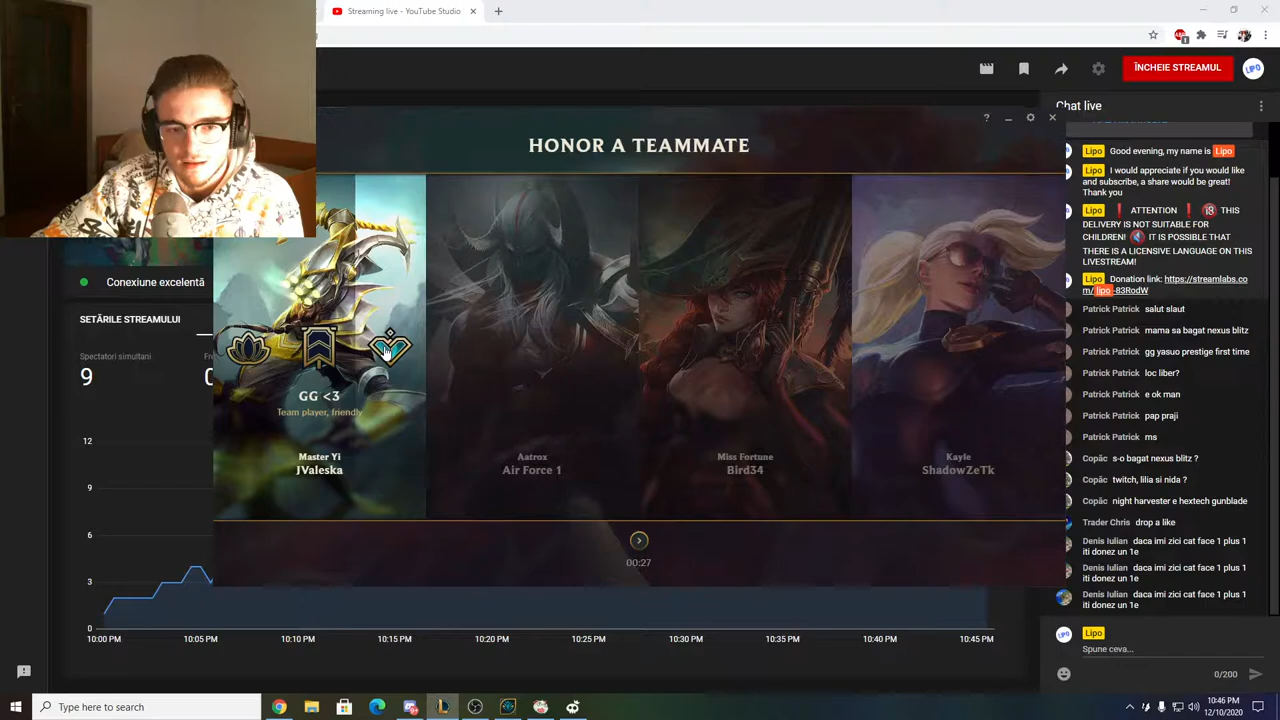 Streaming live - YouTube Studio
ÎNCHEIE STREAMUL
LIPO
Chat live
HONOR A TEAMMATE
Lipo Good evening, my name is Lipo
Lipo I would appreciate if you would like
and subscribe, a share would be great!
Thank you
Lipo ❗ ATTENTION ❗ 🔞 THIS
DELIVERY IS NOT SUITABLE FOR
CHILDREN! 🔇 IT IS POSSIBLE THAT
THERE IS A LICENSIVE LANGUAGE ON THIS
LIVESTREAM!
Lipo Donation link: https://streamlabs.co
m/lipo-83RodW
Patrick Patrick salut slaut
Patrick Patrick mama sa bagat nexus blitz
Patrick Patrick gg yasuo prestige first time
Patrick Patrick loc liber?
Patrick Patrick e ok man
Patrick Patrick pap praji
Patrick Patrick ms
Copăc s-o bagat nexus blitz ?
Copăc twitch, lilia si nida ?
Copăc night harvester e hextech gunblade
Trader Chris drop a like
Denis Iulian daca imi zici cat face 1 plus 1
iti donez un 1e
Denis Iulian daca imi zici cat face 1 plus 1
iti donez un 1e
Denis Iulian daca imi zici cat face 1 plus 1
iti donez un 1e
LIPO
Lipo
Spune ceva...
0/200
Conexiune excelentă
SETĂRILE STREAMULUI
Spectatori simultani
9
Fr
0
12
9
6
3
0
10:00 PM
10:05 PM
10:10 PM
10:15 PM
10:20 PM
10:25 PM
10:30 PM
10:35 PM
10:40 PM
10:45 PM
GG <3
Team player, friendly
Master Yi
JValeska
Aatrox
Air Force 1
Miss Fortune
Bird34
Kayle
ShadowZeTk
00:27
Type here to search
10:46 PM
12/10/2020